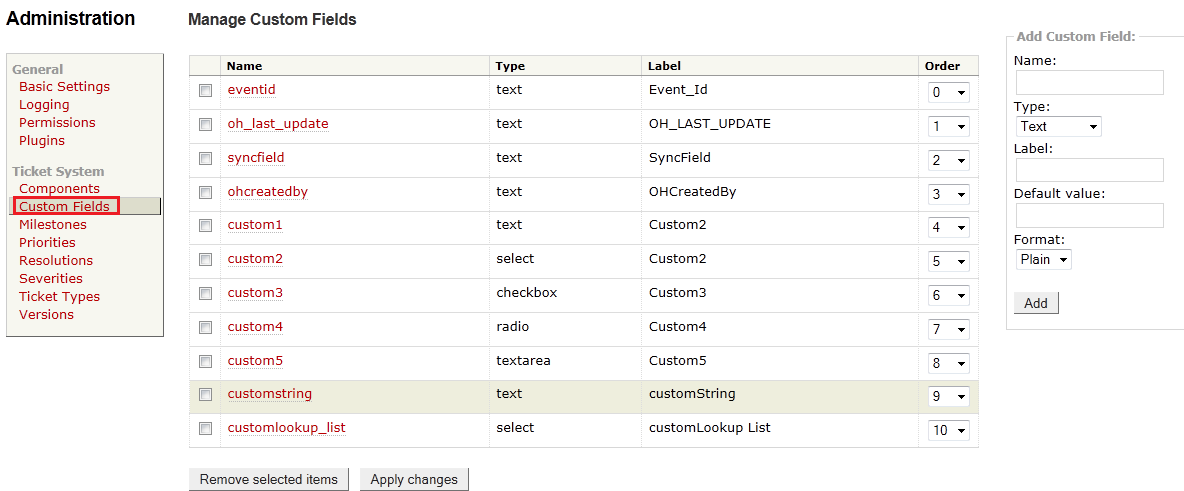 Administration
General
Basic Settings
Logging
Permissions
Plugins
Ticket System
Components
Custom Fields
Milestones
Priorities
Resolutions
Severities
Ticket Types
Versions
Manage Custom Fields
Name Type Label Order
eventid text Event_Id 0
oh_last_update text OH_LAST_UPDATE 1
syncfield text SyncField 2
ohcreatedby text OHCreatedBy 3
custom1 text Custom2 4
custom2 select Custom2 5
custom3 checkbox Custom3 6
custom4 radio Custom4 7
custom5 textarea Custom5 8
customstring text customString 9
customlookup_list select customLookup List 10
Remove selected items Apply changes
Add Custom Field:
Name:
Type:
Text
Label:
Default value:
Format:
Plain
Add